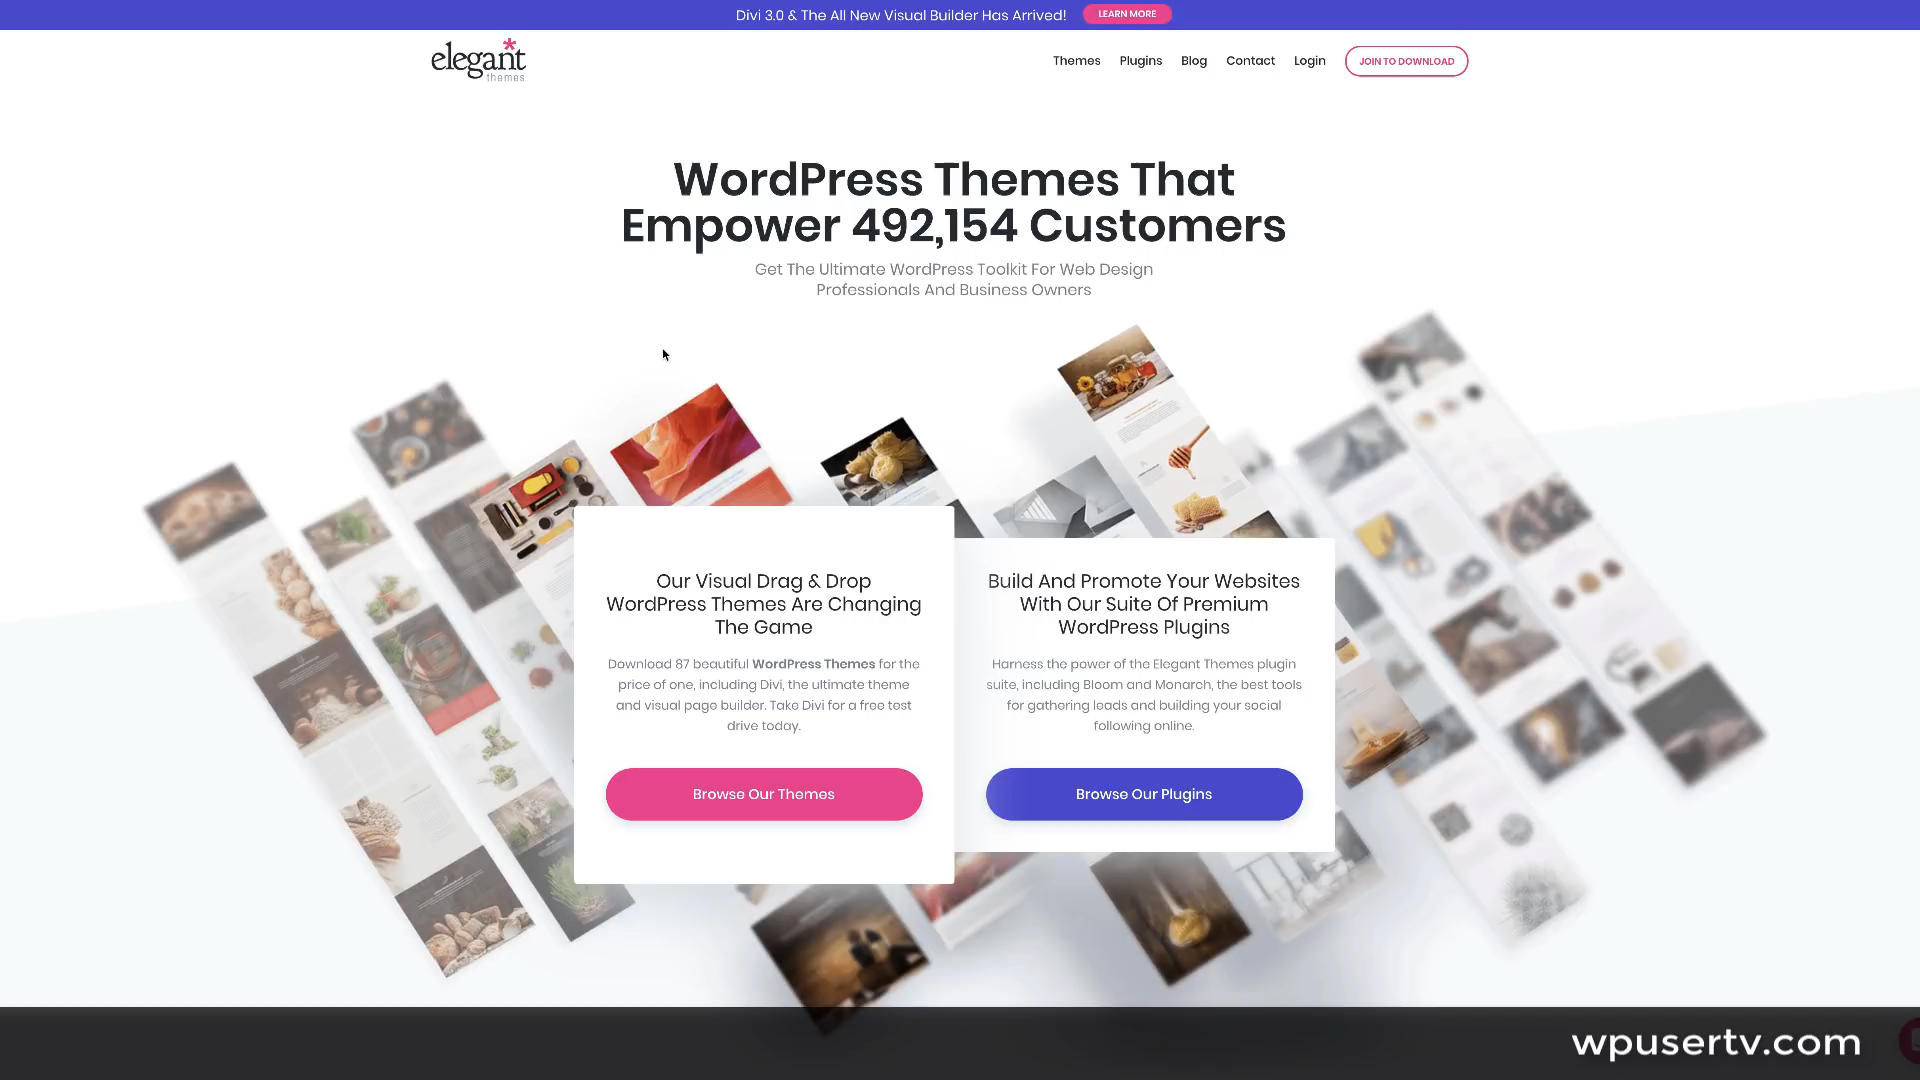 Divi 3.0 & The All New Visual Builder Has Arrived!
LEARN MORE
elegant
themes
Themes
Plugins
Blog
Contact
Login
JOIN TO DOWNLOAD
WordPress Themes That
Empower 492,154 Customers
Get The Ultimate WordPress Toolkit For Web Design
Professionals And Business Owners
Our Visual Drag & Drop
WordPress Themes Are Changing
The Game
Download 87 beautiful WordPress Themes for the
price of one, including Divi, the ultimate theme
and visual page builder. Take Divi for a free test
drive today.
Browse Our Themes
Build And Promote Your Websites
With Our Suite Of Premium
WordPress Plugins
Harness the power of the Elegant Themes plugin
suite, including Bloom and Monarch, the best tools
for gathering leads and building your social
following online.
Browse Our Plugins
wpusertv.com